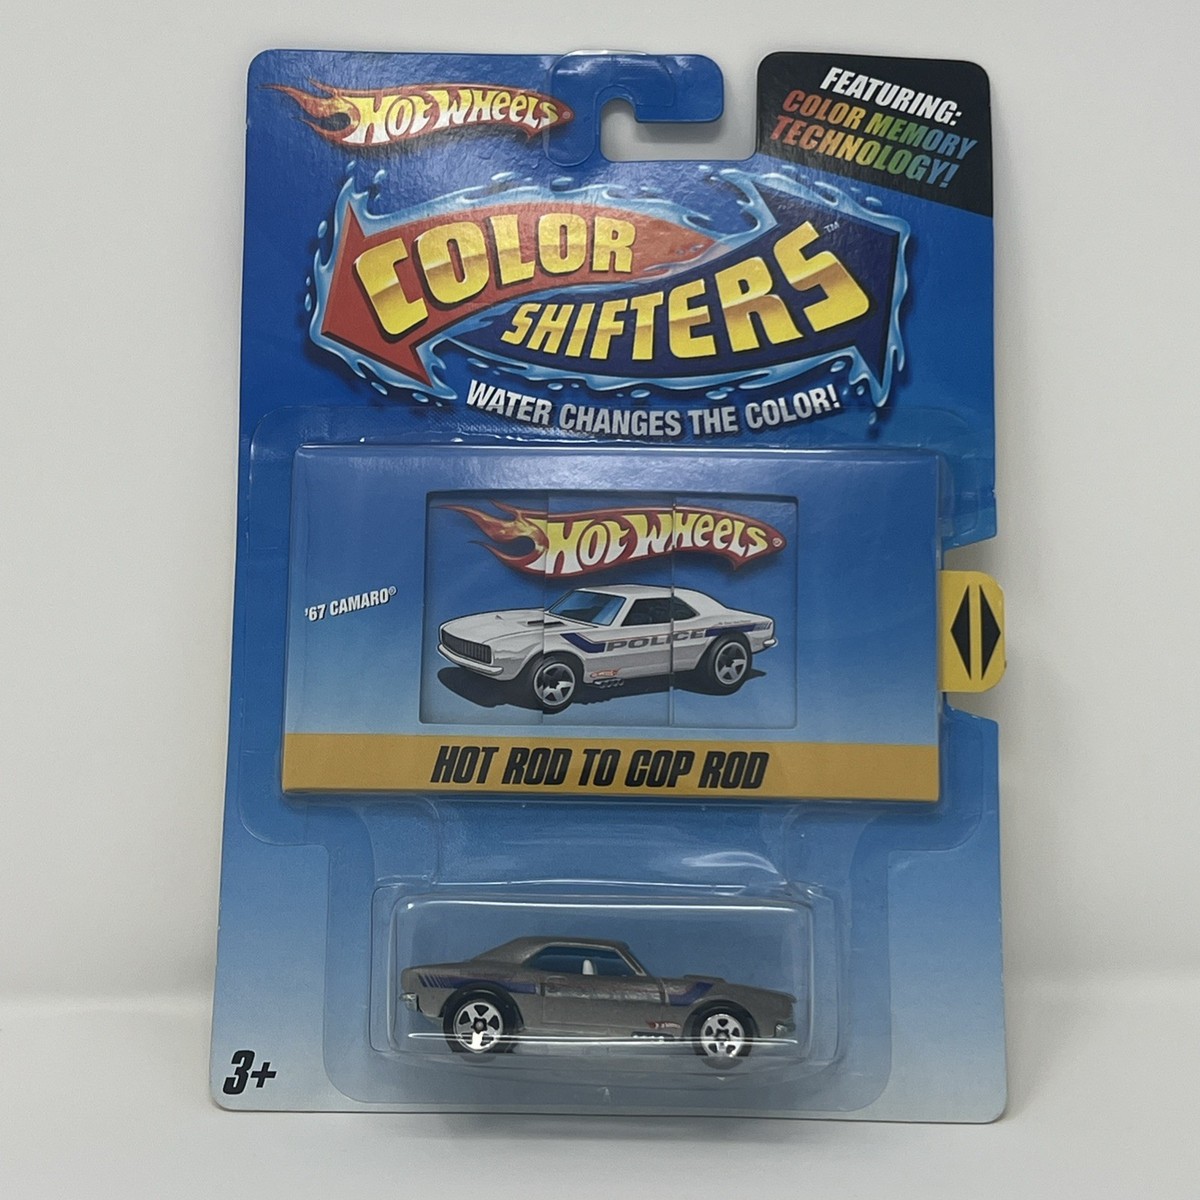 HOT WHEELS®
FEATURING:
COLOR MEMORY
TECHNOLOGY!
COLOR
SHIFTERS™
WATER CHANGES THE COLOR!
HOT WHEELS®
'67 CAMARO®
POLICE
HOT ROD TO COP ROD
3+